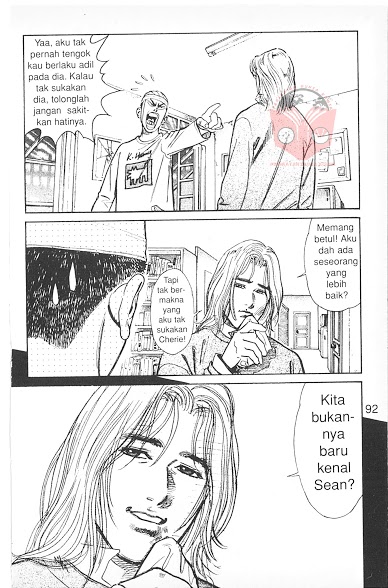 Yaa, aku tak
pernah tengok
kau berlaku adil
pada dia. Kalau
tak sukakan
dia, tolonglah
jangan sakit-
kan hatinya.
Memang
betul! Aku
dah ada
seseorang
yang
lebih
baik?
Tapi
tak ber-
makna
yang
aku tak
sukakan
Cherie!
Kita
bukan-
nya
baru
kenal
Sean?
92